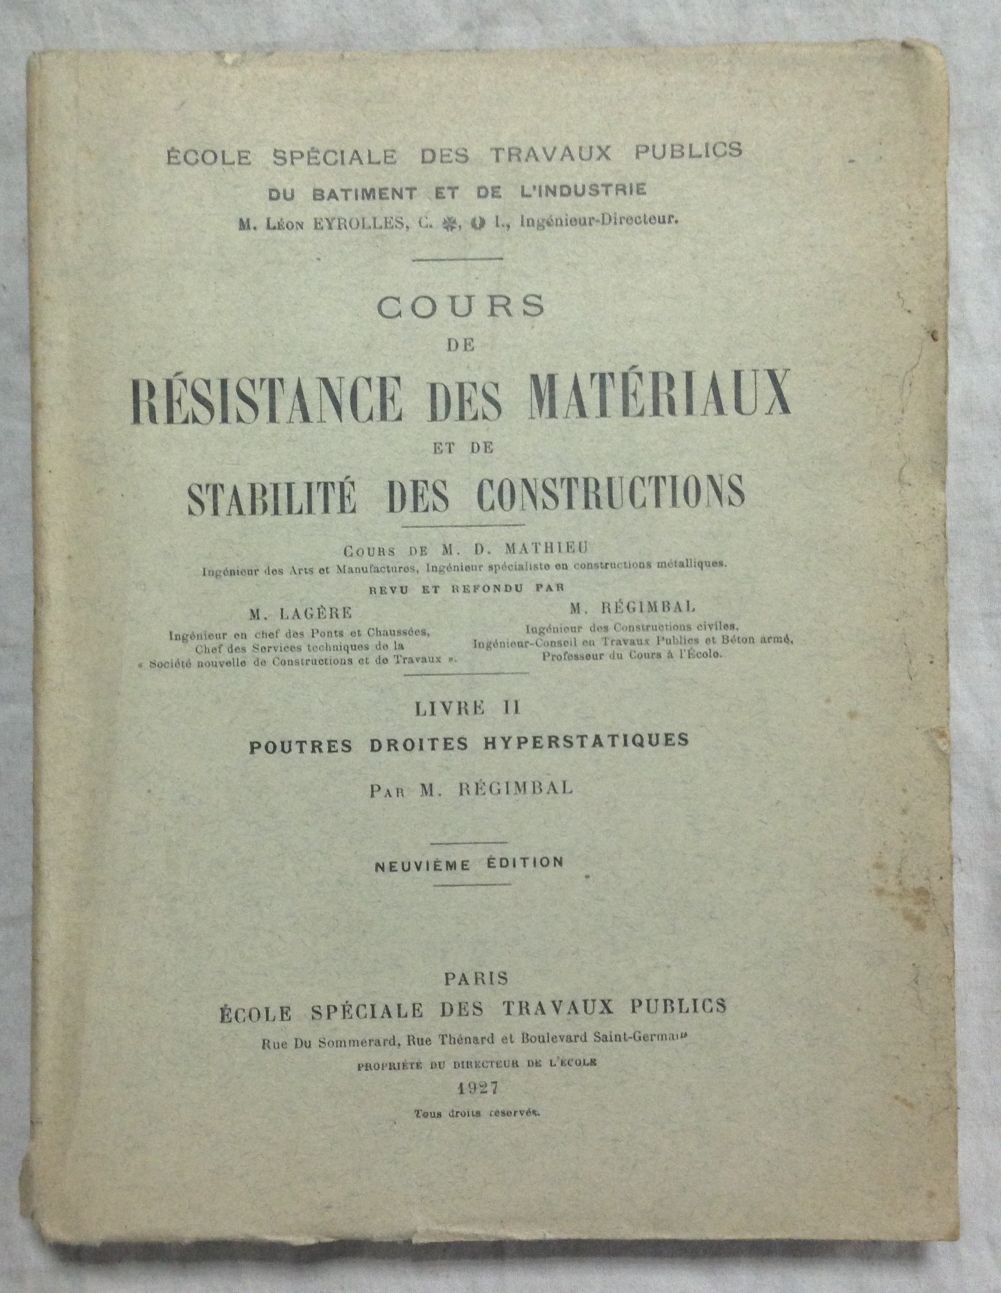 ÉCOLE SPÉCIALE DES TRAVAUX PUBLICS
DU BATIMENT ET DE L'INDUSTRIE
M. LÉON EYROLLES, C. ✻, I., Ingénieur-Directeur.
COURS
DE
RÉSISTANCE DES MATÉRIAUX
ET DE
STABILITÉ DES CONSTRUCTIONS
COURS DE M. D. MATHIEU
Ingénieur des Arts et Manufactures, Ingénieur spécialiste en constructions métalliques.
REVU ET REFONDU PAR
M. LAGÈRE
Ingénieur en chef des Ponts et Chaussées,
Chef des Services techniques de la
« Société nouvelle de Constructions et de Travaux ».
M. RÉGIMBAL
Ingénieur des Constructions civiles,
Ingénieur-Conseil en Travaux Publics et Béton armé,
Professeur du Cours à l'École.
LIVRE II
POUTRES DROITES HYPERSTATIQUES
PAR M. RÉGIMBAL
NEUVIÈME ÉDITION
PARIS
ÉCOLE SPÉCIALE DES TRAVAUX PUBLICS
Rue Du Sommerard, Rue Thénard et Boulevard Saint-Germain
PROPRIÉTÉ DU DIRECTEUR DE L'ÉCOLE
1927
Tous droits réservés.